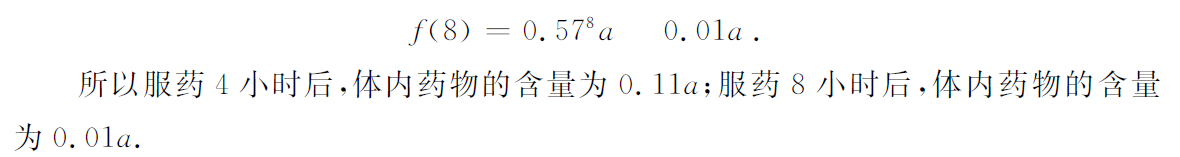 f(8) = 0.57⁸a 0.01a .
所以服药 4 小时后,体内药物的含量为 0.11a;服药 8 小时后,体内药物的含量
为 0.01a.